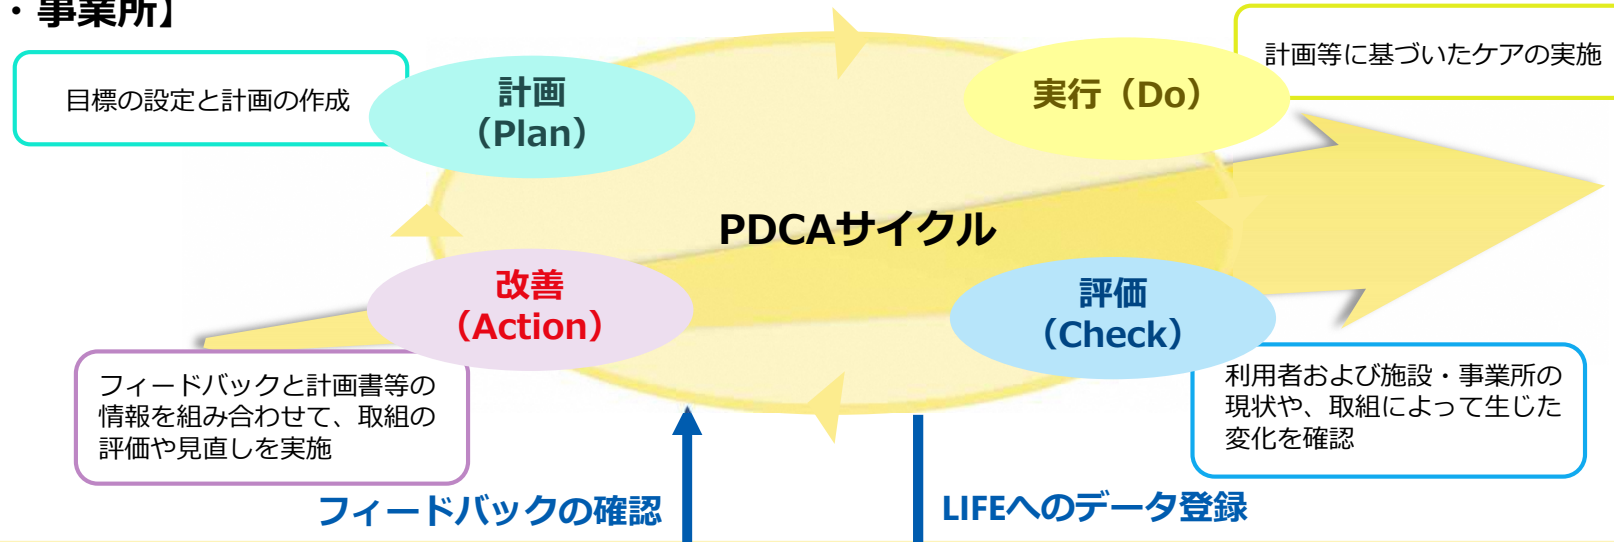 ・事業所】
目標の設定と計画の作成
計画
（Plan）
実行（Do）
計画等に基づいたケアの実施
PDCAサイクル
改善
（Action）
評価
（Check）
フィードバックと計画書等の
情報を組み合わせて、取組の
評価や見直しを実施
利用者および施設・事業所の
現状や、取組によって生じた
変化を確認
フィードバックの確認
LIFEへのデータ登録